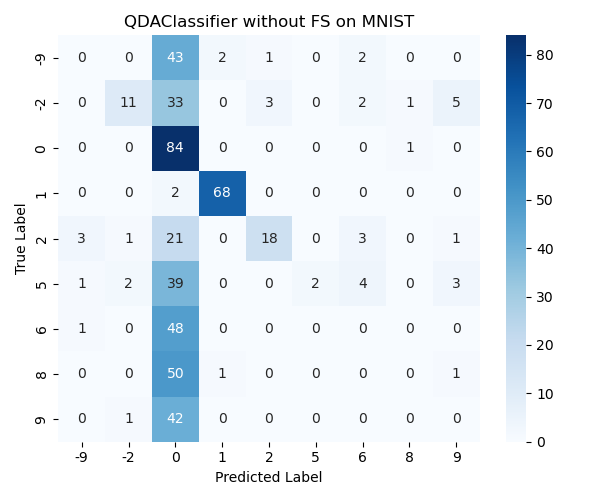 QDAClassifier without FS on MNIST
True Label
-9 0 0 43 2 1 0 2 0 0
-2 0 11 33 0 3 0 2 1 5
0 0 0 84 0 0 0 0 1 0
1 0 0 2 68 0 0 0 0 0
2 3 1 21 0 18 0 3 0 1
5 1 2 39 0 0 2 4 0 3
6 1 0 48 0 0 0 0 0 0
8 0 0 50 1 0 0 0 0 1
9 0 1 42 0 0 0 0 0 0
-9 -2 0 1 2 5 6 8 9
Predicted Label
80
70
60
50
40
30
20
10
0